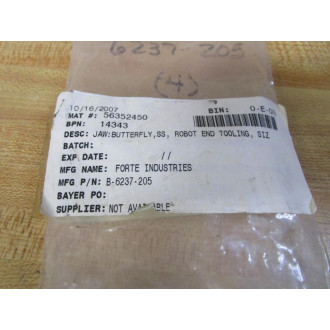 6237-205
(4)
10/16/2007
MAT #: 56352450 BIN: O-E-05
BPN: 14343
DESC: JAW:BUTTERFLY,SS, ROBOT END TOOLING, SIZ
BATCH:
EXP DATE: / /
MFG NAME: FORTE INDUSTRIES
MFG P/N: B-6237-205
BAYER PO:
SUPPLIER: NOT AVAILABLE